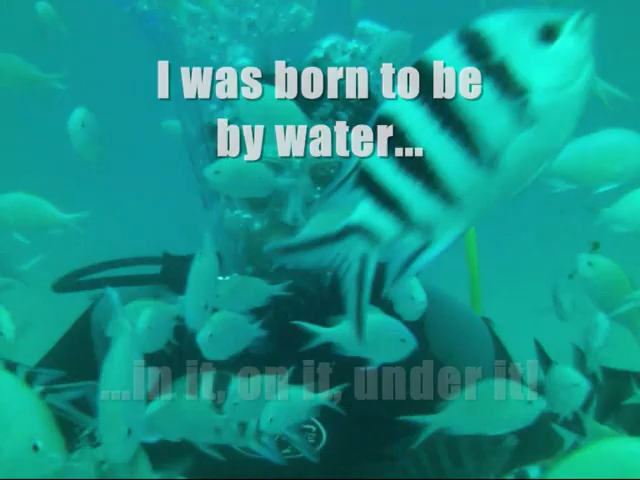 I was born to be
by water...
...in it, on it, under it!